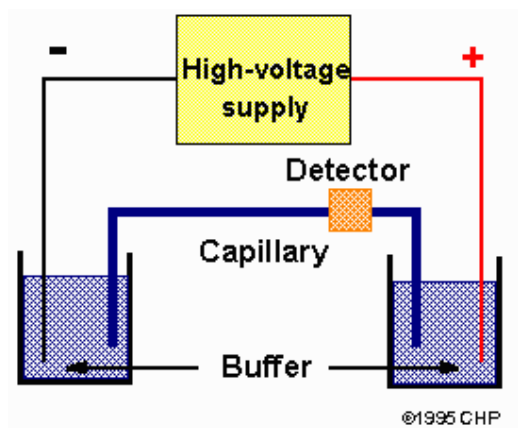 -
+
High-voltage
supply
Detector
Capillary
Buffer
©1995 CHP